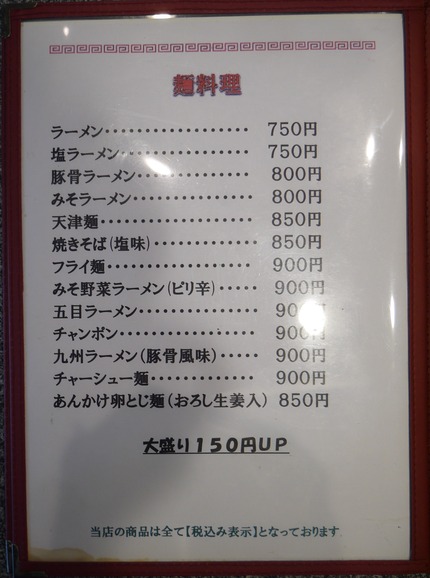 麺料理
ラーメン・・・・・・・・・・・・・・・・・・ 750円
塩ラーメン・・・・・・・・・・・・・・・・ 750円
豚骨ラーメン・・・・・・・・・・・・・・ 800円
みそラーメン・・・・・・・・・・・・・・・ 800円
天津麺・・・・・・・・・・・・・・・・・・・ 850円
焼きそば(塩味)・・・・・・・・・・・・・ 850円
フライ麺・・・・・・・・・・・・・・・・・・ 900円
みそ野菜ラーメン(ピリ辛)・・・・・ 900円
五目ラーメン・・・・・・・・・・・・・・・ 900円
チャンポン・・・・・・・・・・・・・・・・・ 900円
九州ラーメン(豚骨風味)・・・・・ 900円
チャーシュー麺・・・・・・・・・・・・・ 900円
あんかけ卵とじ麺(おろし生姜入) 850円
大盛り150円UP
当店の商品は全て【税込み表示】となっております